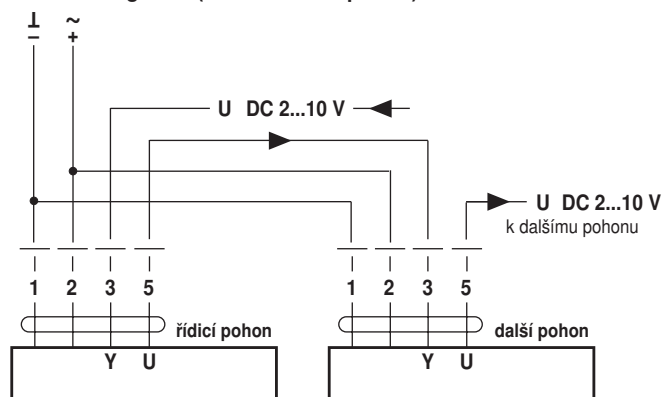 ⊥ ~
– +
U DC 2...10 V
U DC 2...10 V
k dalšímu pohonu
1 2 3 5 1 2 3 5
řídicí pohon další pohon
Y U Y U